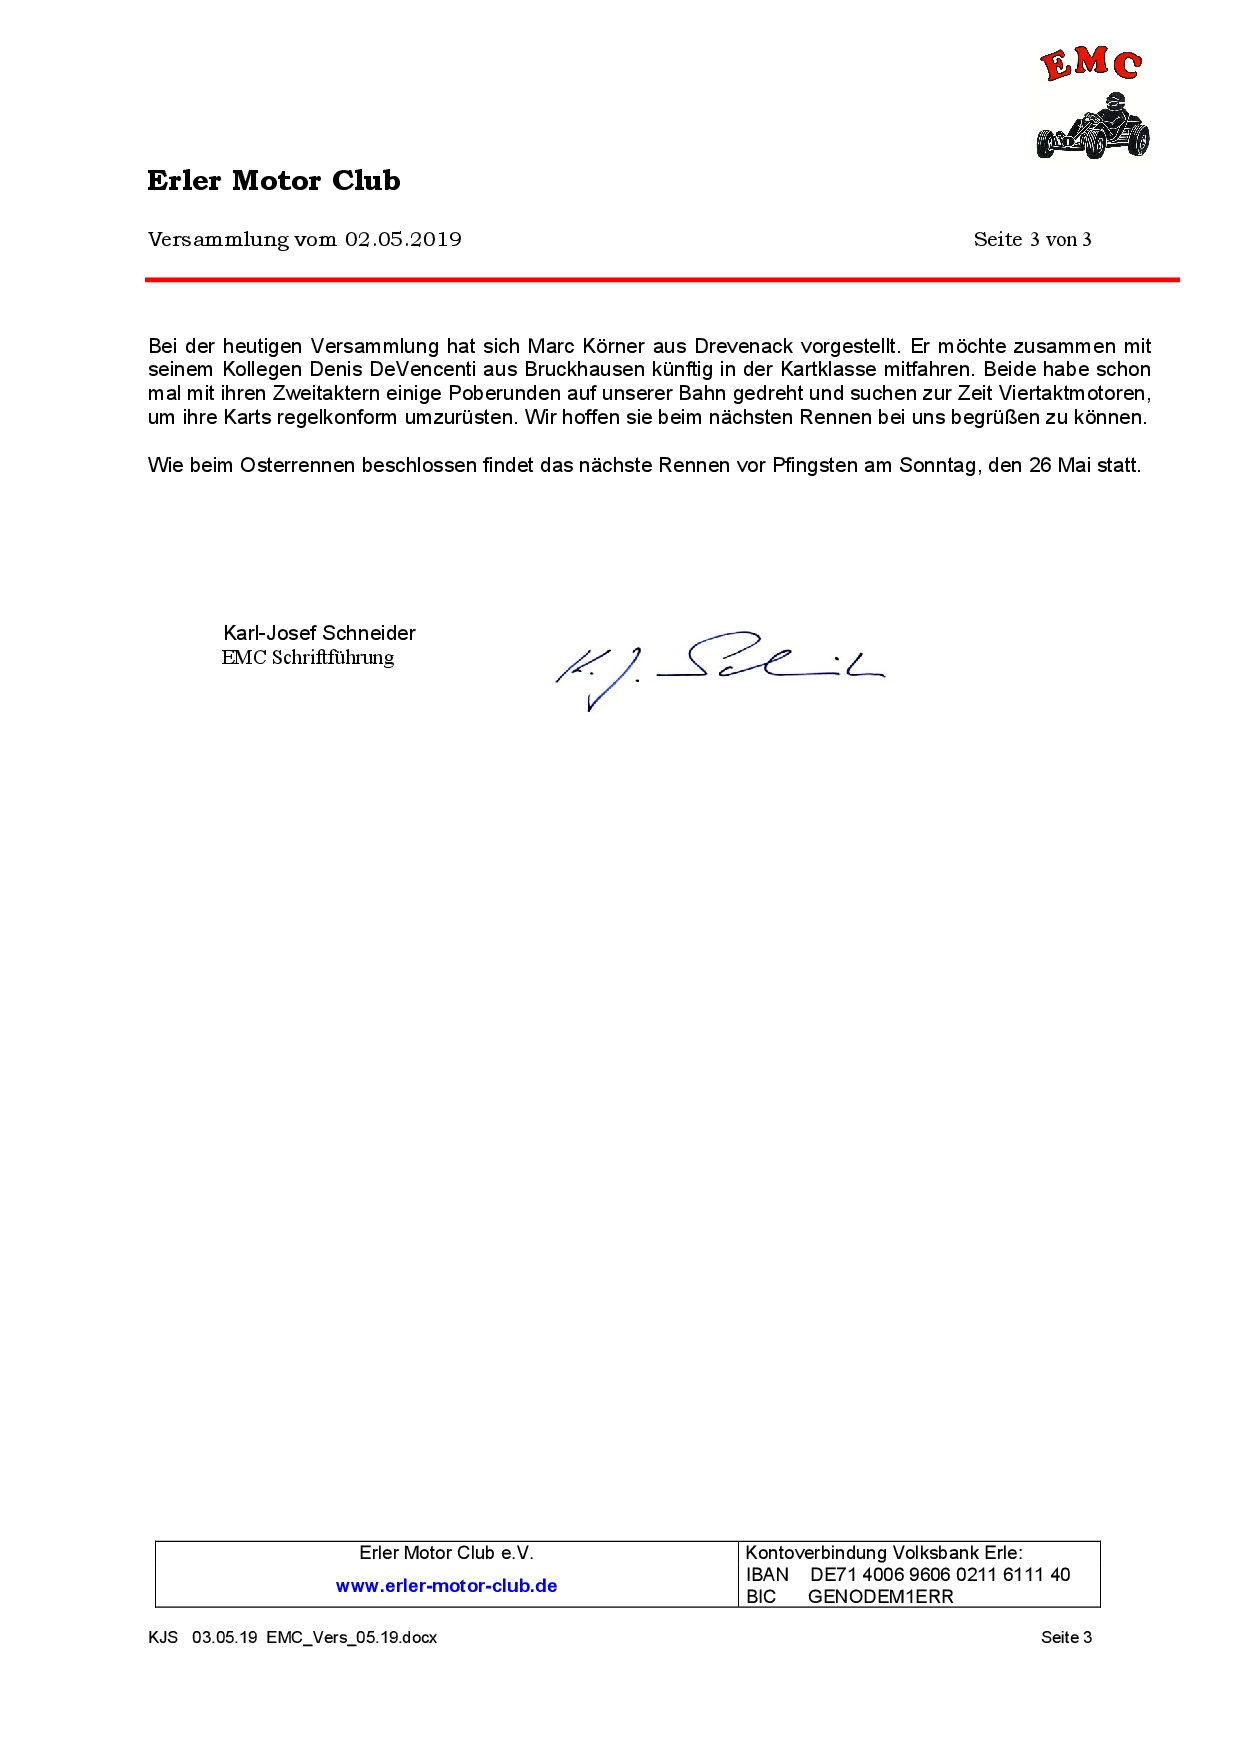 EMC
Erler Motor Club
Versammlung vom 02.05.2019 Seite 3 von 3
Bei der heutigen Versammlung hat sich Marc Körner aus Drevenack vorgestellt. Er möchte zusammen mit
seinem Kollegen Denis DeVencenti aus Bruckhausen künftig in der Kartklasse mitfahren. Beide habe schon
mal mit ihren Zweitaktern einige Poberunden auf unserer Bahn gedreht und suchen zur Zeit Viertaktmotoren,
um ihre Karts regelkonform umzurüsten. Wir hoffen sie beim nächsten Rennen bei uns begrüßen zu können.
Wie beim Osterrennen beschlossen findet das nächste Rennen vor Pfingsten am Sonntag, den 26 Mai statt.
Karl-Josef Schneider
EMC Schriftführung
K. J. Schneider
Erler Motor Club e.V.
www.erler-motor-club.de
Kontoverbindung Volksbank Erle:
IBAN DE71 4006 9606 0211 6111 40
BIC GENODEM1ERR
KJS 03.05.19 EMC_Vers_05.19.docx Seite 3